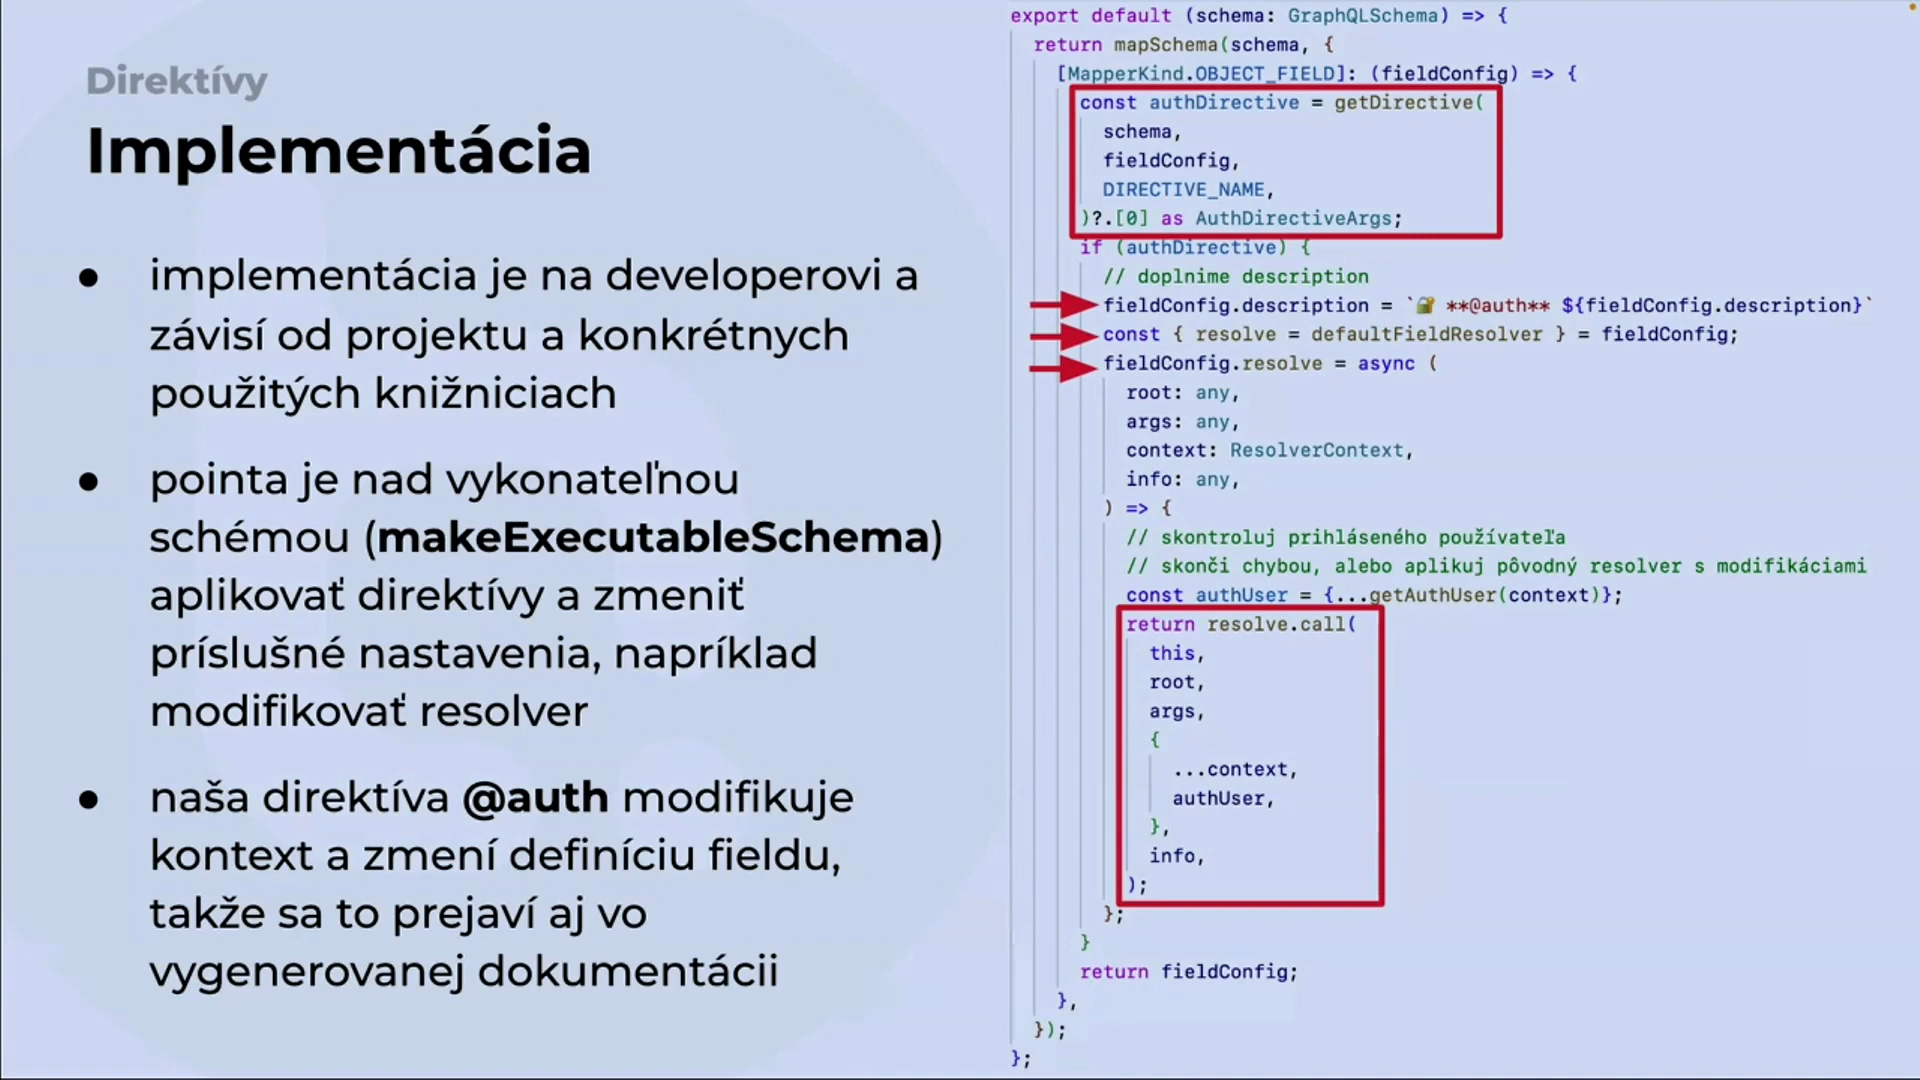 Direktívy
Implementácia
● implementácia je na developerovi a
závisí od projektu a konkrétnych
použitých knižniciach
● pointa je nad vykonateľnou
schémou (makeExecutableSchema)
aplikovať direktívy a zmeniť
príslušné nastavenia, napríklad
modifikovať resolver
● naša direktíva @auth modifikuje
kontext a zmení definíciu fieldu,
takže sa to prejaví aj vo
vygenerovanej dokumentácii
export default (schema: GraphQLSchema) => {
return mapSchema(schema, {
[MapperKind.OBJECT_FIELD]: (fieldConfig) => {
const authDirective = getDirective(
schema,
fieldConfig,
DIRECTIVE_NAME,
)?.[0] as AuthDirectiveArgs;
if (authDirective) {
// doplnime description
fieldConfig.description = `🔐 **@auth** ${fieldConfig.description}`
const { resolve = defaultFieldResolver } = fieldConfig;
fieldConfig.resolve = async (
root: any,
args: any,
context: ResolverContext,
info: any,
) => {
// skontroluj prihláseného používateľa
// skonči chybou, alebo aplikuj pôvodný resolver s modifikáciami
const authUser = {...getAuthUser(context)};
return resolve.call(
this,
root,
args,
{
...context,
authUser,
},
info,
);
};
}
return fieldConfig;
},
});
};